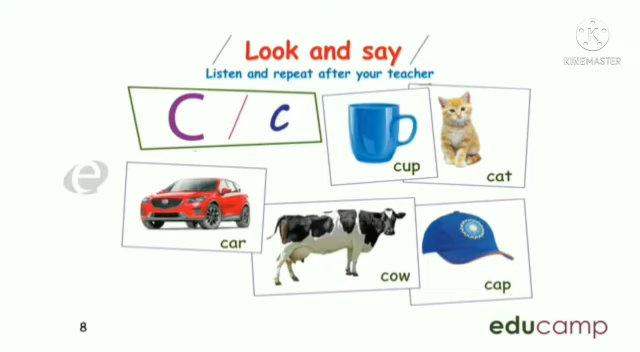 Look and say
Listen and repeat after your teacher
C / c
cup
cat
car
cow
cap
8
educamp
K
KINEMASTER
e